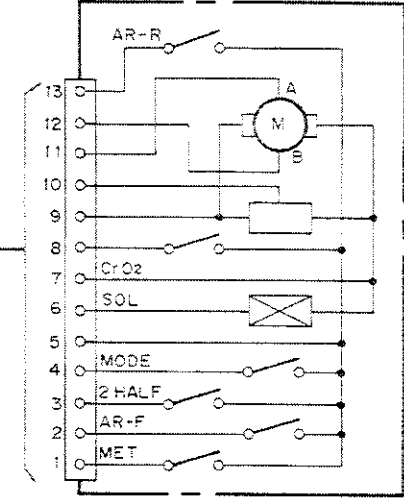 AR-R
13
A
12
M
11
B
10
9
8
7 CrO2
6 SOL
5
4 MODE
3 2 HALF
2 AR-F
1 MET